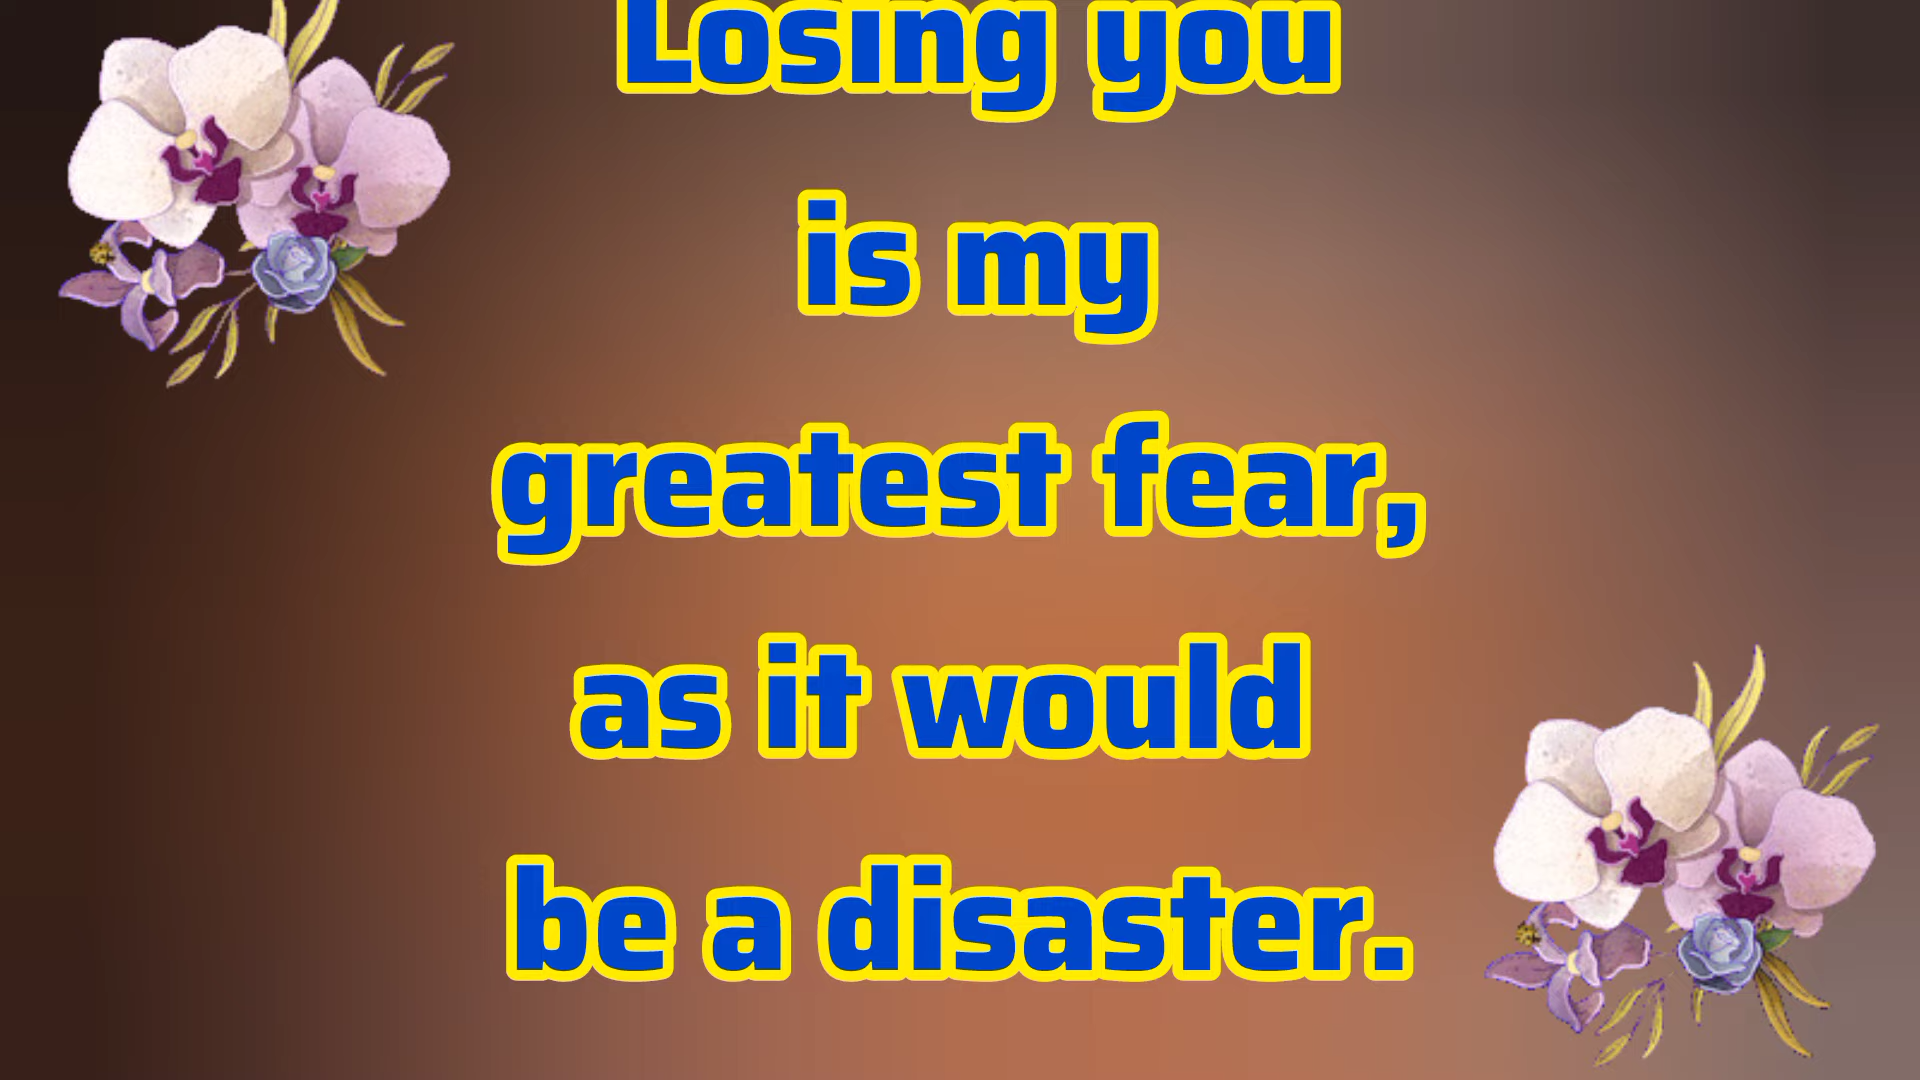 Losing you
is my
greatest fear,
as it would
be a disaster.